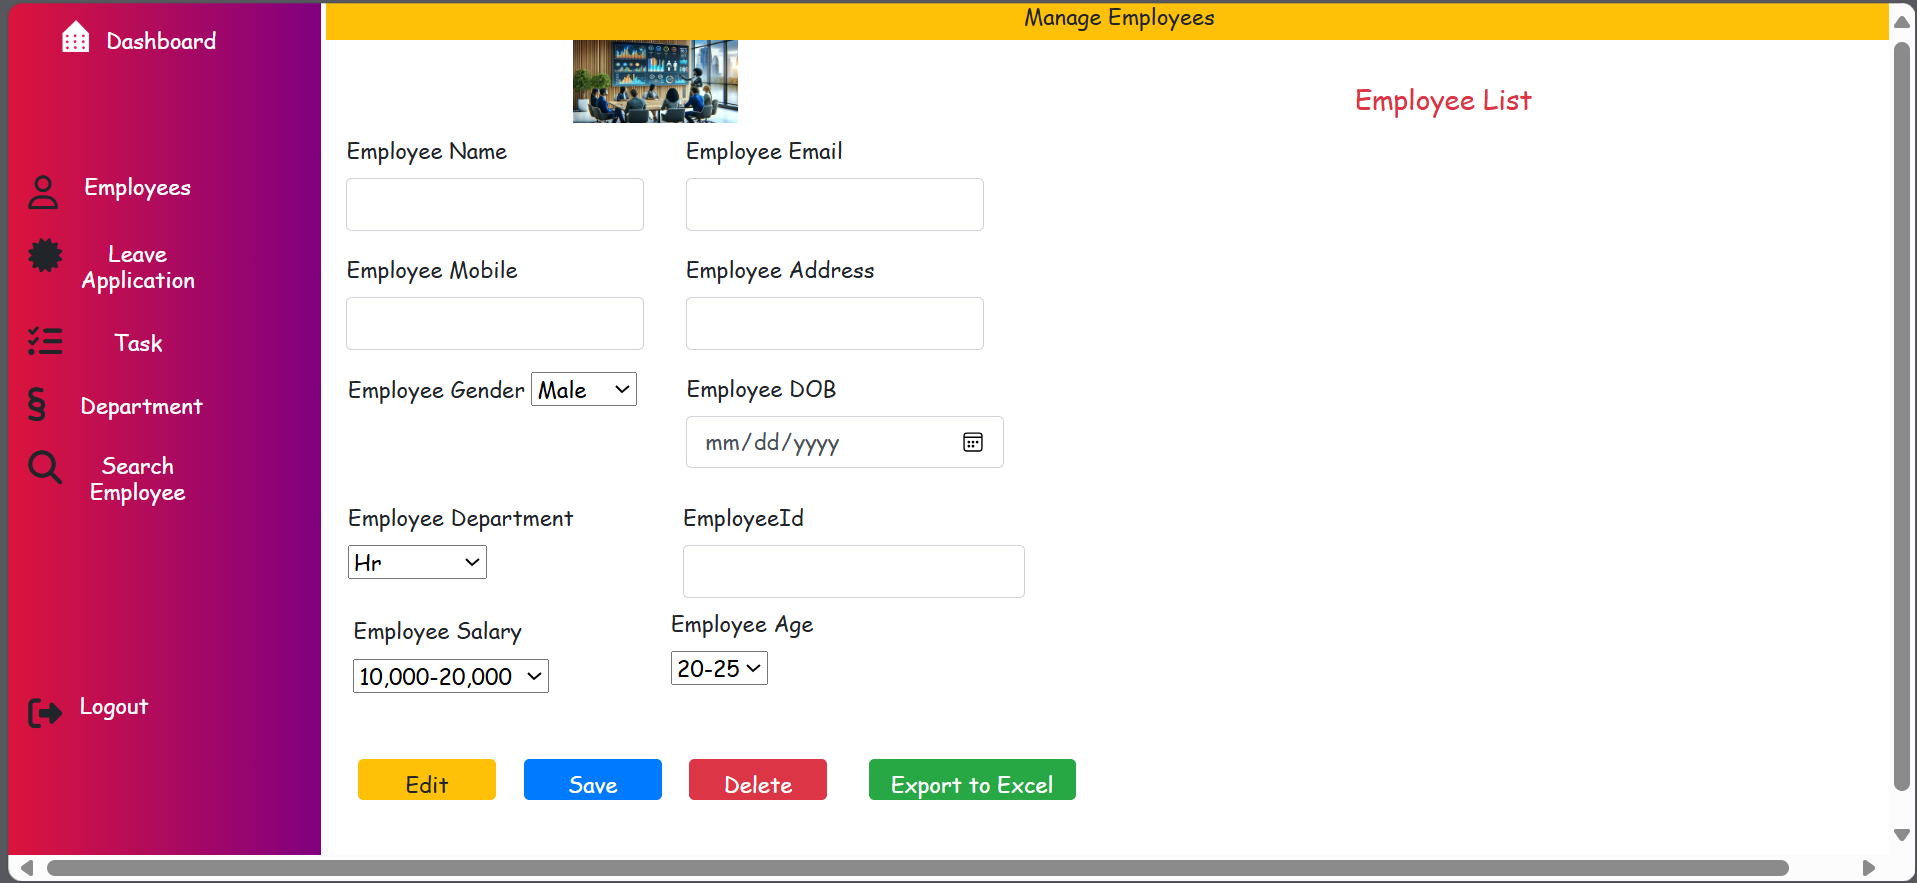 Dashboard
Employees
Leave
Application
Task
Department
Search
Employee
Logout
Manage Employees
Employee List
Employee Name
Employee Email
Employee Mobile
Employee Address
Employee Gender Male
Employee DOB
mm/dd/yyyy
Employee Department
EmployeeId
Hr
Employee Salary
Employee Age
10,000-20,000
20-25
Edit
Save
Delete
Export to Excel